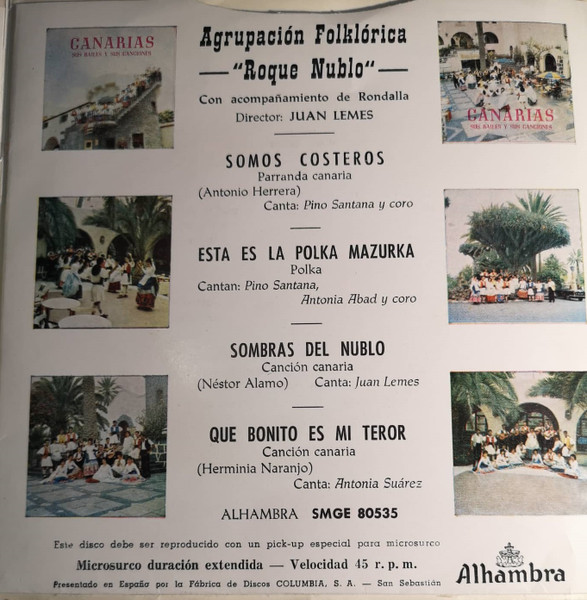 CANARIAS
SUS BAILES Y SUS CANCIONES
Agrupación Folklórica
— "Roque Nublo" —
Con acompañamiento de Rondalla
Director: JUAN LEMES
CANARIAS
SUS BAILES Y SUS CANCIONES
SOMOS COSTEROS
Parranda canaria
(Antonio Herrera)
Canta: Pino Santana y coro
ESTA ES LA POLKA MAZURKA
Polka
Cantan: Pino Santana,
Antonia Abad y coro
SOMBRAS DEL NUBLO
Canción canaria
(Néstor Alamo) Canta: Juan Lemes
QUE BONITO ES MI TEROR
Canción canaria
(Herminia Naranjo)
Canta: Antonia Suárez
ALHAMBRA SMGE 80535
Este disco debe ser reproducido con un pick-up especial para microsurco
Microsurco duración extendida — Velocidad 45 r. p. m.
Presentado en España por la Fábrica de Discos COLUMBIA, S. A. — San Sebastián
Alhambra